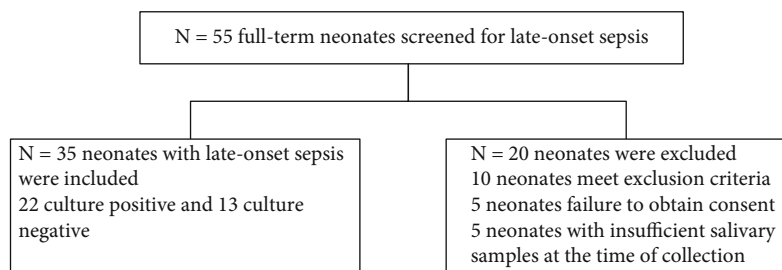 N = 55 full-term neonates screened for late-onset sepsis
N = 35 neonates with late-onset sepsis
were included
22 culture positive and 13 culture
negative
N = 20 neonates were excluded
10 neonates meet exclusion criteria
5 neonates failure to obtain consent
5 neonates with insufficient salivary
samples at the time of collection